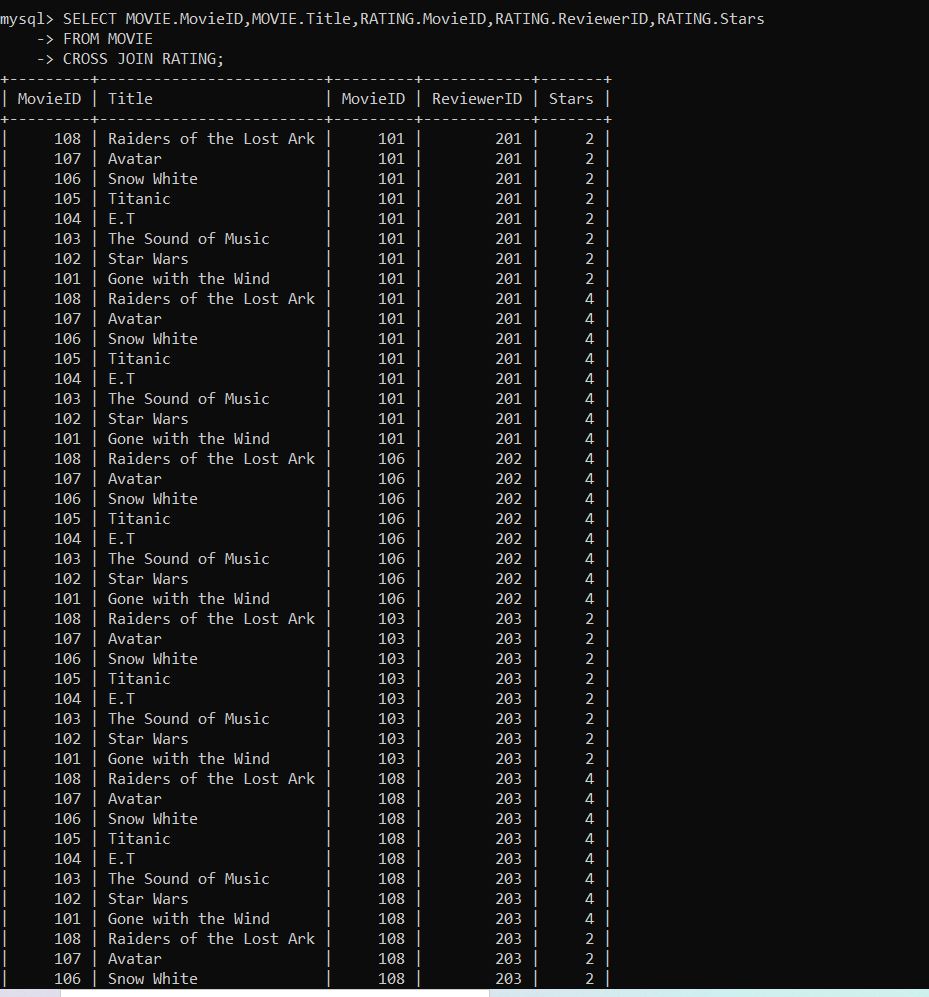 mysql> SELECT MOVIE.MovieID,MOVIE.Title,RATING.MovieID,RATING.ReviewerID,RATING.Stars
    -> FROM MOVIE
    -> CROSS JOIN RATING;
+---------+-------------------------+---------+------------+-------+
| MovieID | Title                   | MovieID | ReviewerID | Stars |
+---------+-------------------------+---------+------------+-------+
|     108 | Raiders of the Lost Ark |     101 |        201 |     2 |
|     107 | Avatar                  |     101 |        201 |     2 |
|     106 | Snow White              |     101 |        201 |     2 |
|     105 | Titanic                 |     101 |        201 |     2 |
|     104 | E.T                     |     101 |        201 |     2 |
|     103 | The Sound of Music      |     101 |        201 |     2 |
|     102 | Star Wars               |     101 |        201 |     2 |
|     101 | Gone with the Wind      |     101 |        201 |     2 |
|     108 | Raiders of the Lost Ark |     101 |        201 |     4 |
|     107 | Avatar                  |     101 |        201 |     4 |
|     106 | Snow White              |     101 |        201 |     4 |
|     105 | Titanic                 |     101 |        201 |     4 |
|     104 | E.T                     |     101 |        201 |     4 |
|     103 | The Sound of Music      |     101 |        201 |     4 |
|     102 | Star Wars               |     101 |        201 |     4 |
|     101 | Gone with the Wind      |     101 |        201 |     4 |
|     108 | Raiders of the Lost Ark |     106 |        202 |     4 |
|     107 | Avatar                  |     106 |        202 |     4 |
|     106 | Snow White              |     106 |        202 |     4 |
|     105 | Titanic                 |     106 |        202 |     4 |
|     104 | E.T                     |     106 |        202 |     4 |
|     103 | The Sound of Music      |     106 |        202 |     4 |
|     102 | Star Wars               |     106 |        202 |     4 |
|     101 | Gone with the Wind      |     106 |        202 |     4 |
|     108 | Raiders of the Lost Ark |     103 |        203 |     2 |
|     107 | Avatar                  |     103 |        203 |     2 |
|     106 | Snow White              |     103 |        203 |     2 |
|     105 | Titanic                 |     103 |        203 |     2 |
|     104 | E.T                     |     103 |        203 |     2 |
|     103 | The Sound of Music      |     103 |        203 |     2 |
|     102 | Star Wars               |     103 |        203 |     2 |
|     101 | Gone with the Wind      |     103 |        203 |     2 |
|     108 | Raiders of the Lost Ark |     108 |        203 |     4 |
|     107 | Avatar                  |     108 |        203 |     4 |
|     106 | Snow White              |     108 |        203 |     4 |
|     105 | Titanic                 |     108 |        203 |     4 |
|     104 | E.T                     |     108 |        203 |     4 |
|     103 | The Sound of Music      |     108 |        203 |     4 |
|     102 | Star Wars               |     108 |        203 |     4 |
|     101 | Gone with the Wind      |     108 |        203 |     4 |
|     108 | Raiders of the Lost Ark |     108 |        203 |     2 |
|     107 | Avatar                  |     108 |        203 |     2 |
|     106 | Snow White              |     108 |        203 |     2 |